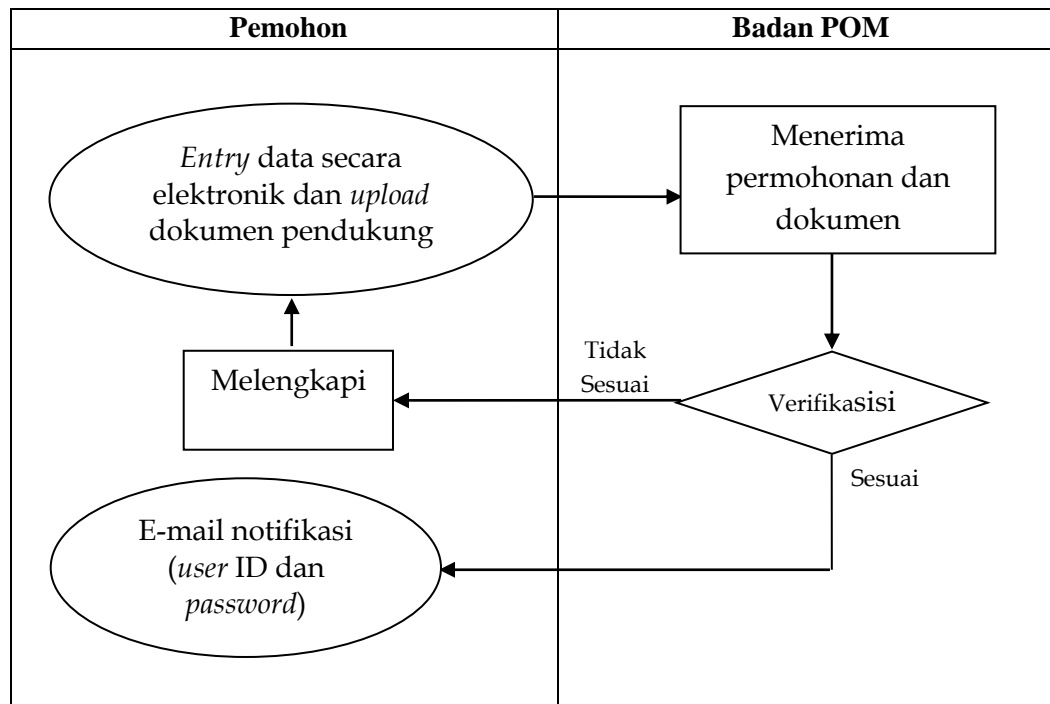 Pemohon
Badan POM
Entry data secara
elektronik dan upload
dokumen pendukung
Menerima
permohonan dan
dokumen
Melengkapi
Tidak
Sesuai
Verifikasisi
Sesuai
E-mail notifikasi
(user ID dan
password)